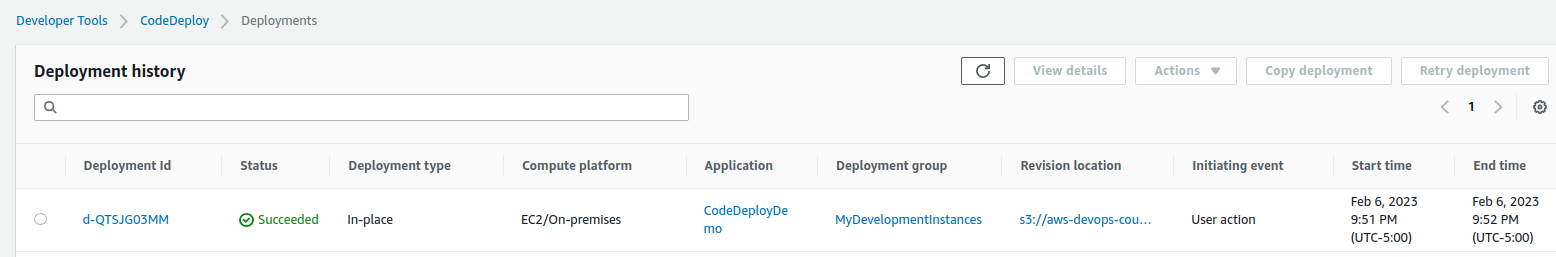 Developer Tools > CodeDeploy > Deployments
Deployment history
View details Actions Copy deployment Retry deployment
1
Deployment Id Status Deployment type Compute platform Application Deployment group Revision location Initiating event Start time End time
d-QTSJG03MM Succeeded In-place EC2/On-premises CodeDeployDe MyDevelopmentInstances s3://aws-devops-cou… User action Feb 6, 2023 Feb 6, 2023
mo 9:51 PM 9:52 PM
(UTC-5:00) (UTC-5:00)